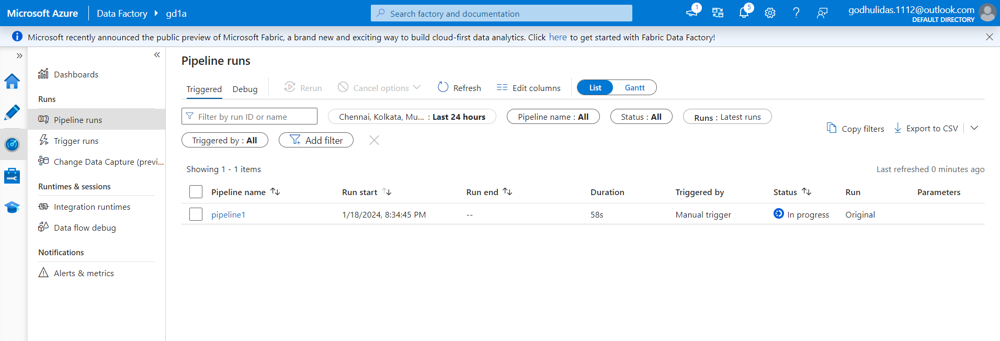 Microsoft Azure
Data Factory
gd1a
Search factory and documentation
1
5
godhulidas.1112@outlook.com
DEFAULT DIRECTORY
Microsoft recently announced the public preview of Microsoft Fabric, a brand new and exciting way to build cloud-first data analytics. Click here to get started with Fabric Data Factory!
Dashboards
Runs
Pipeline runs
Trigger runs
Change Data Capture (previ...
Runtimes & sessions
Integration runtimes
Data flow debug
Notifications
Alerts & metrics
Pipeline runs
Triggered Debug Rerun Cancel options Refresh Edit columns List Gantt
Filter by run ID or name Chennai, Kolkata, Mu... : Last 24 hours Pipeline name : All Status : All Runs : Latest runs
Copy filters Export to CSV
Triggered by : All Add filter
Showing 1 - 1 items
Last refreshed 0 minutes ago
Pipeline name Run start Run end Duration Triggered by Status Run Parameters
pipeline1 1/18/2024, 8:34:45 PM -- 58s Manual trigger In progress Original